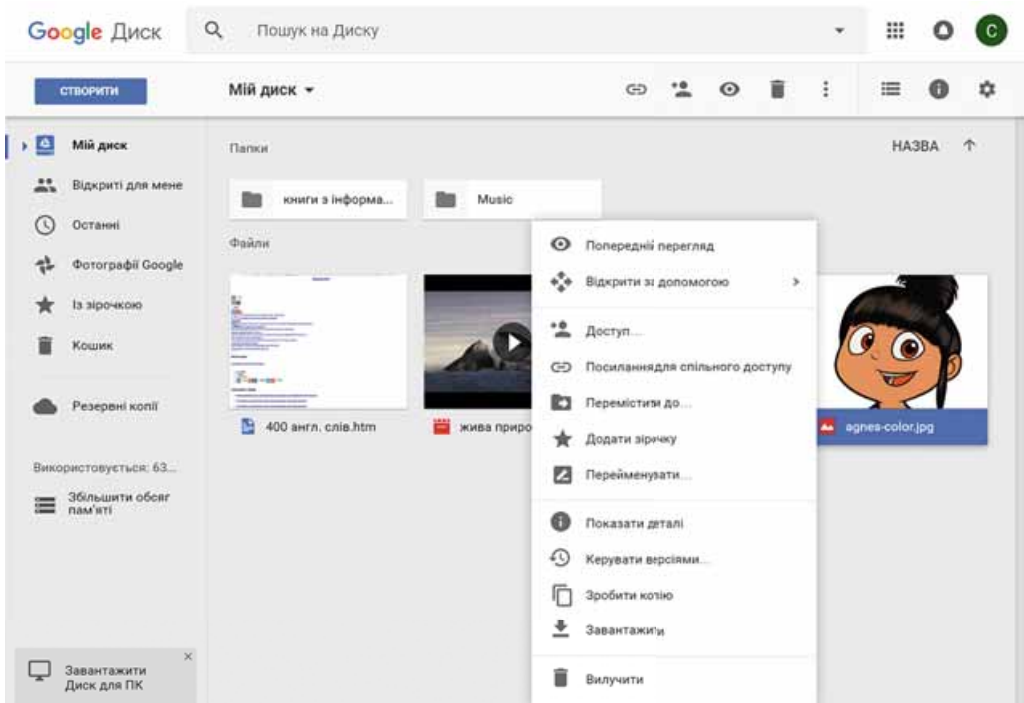 Google Диск
Пошук на Диску
C
СТВОРИТИ
Мій диск
Мій диск
Відкриті для мене
Останні
Фотографії Google
Із зірочкою
Кошик
Резервні копії
Використовується: 63...
Збільшити обсяг
пам'яті
Завантажити
Диск для ПК
Папки
НАЗВА
книги з інформа...
Music
Файли
400 англ. слів.htm
жива приро
agnes-color.jpg
Попередній перегляд
Відкрити за допомогою
Доступ...
Посиланнядля спільного доступу
Перемістити до...
Додати зірочку
Перейменувати...
Показати деталі
Керувати версіями...
Зробити копію
Завантажити
Вилучити